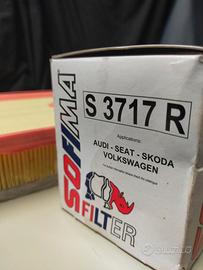 SOFIMA
FILTER
S 3717 R
Applications:
AUDI - SEAT - SKODA
VOLKSWAGEN